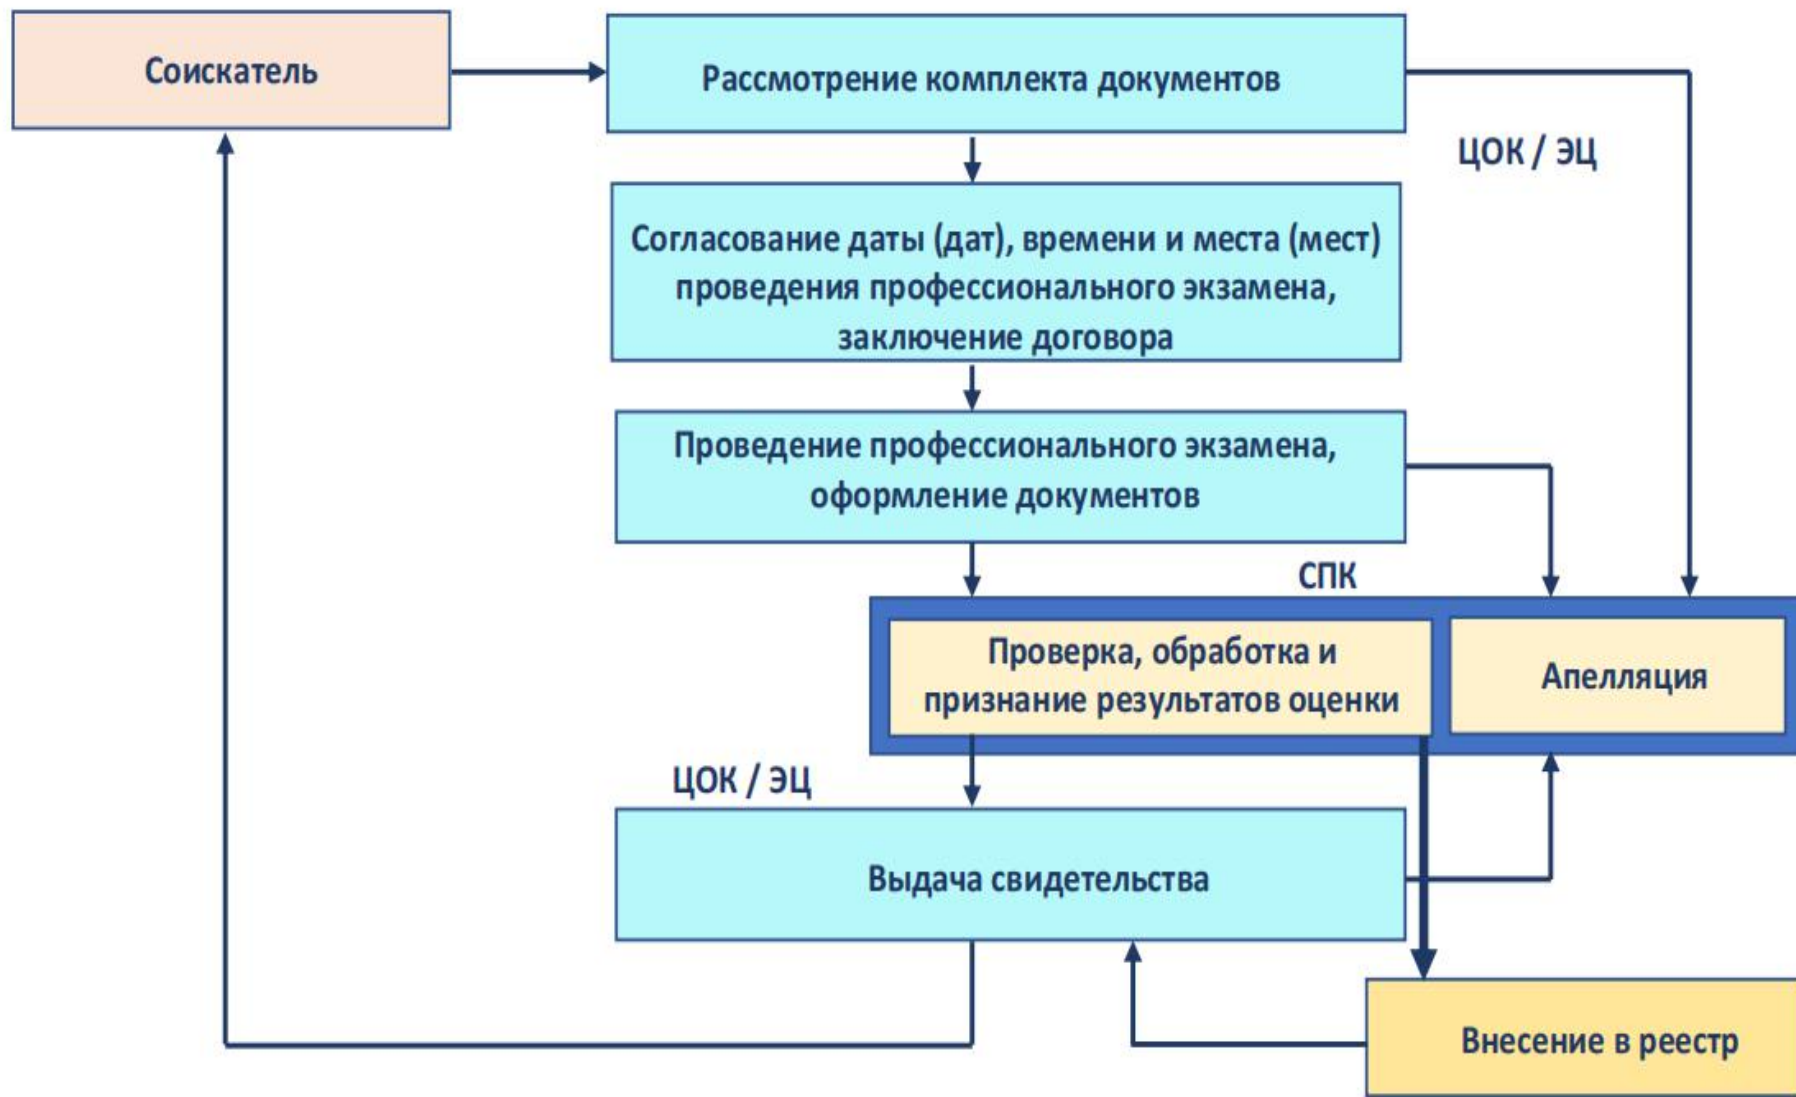 Соискатель
Рассмотрение комплекта документов
ЦОК / ЭЦ
Согласование даты (дат), времени и места (мест)
проведения профессионального экзамена,
заключение договора
Проведение профессионального экзамена,
оформление документов
СПК
Проверка, обработка и
признание результатов оценки
Апелляция
ЦОК / ЭЦ
Выдача свидетельства
Внесение в реестр